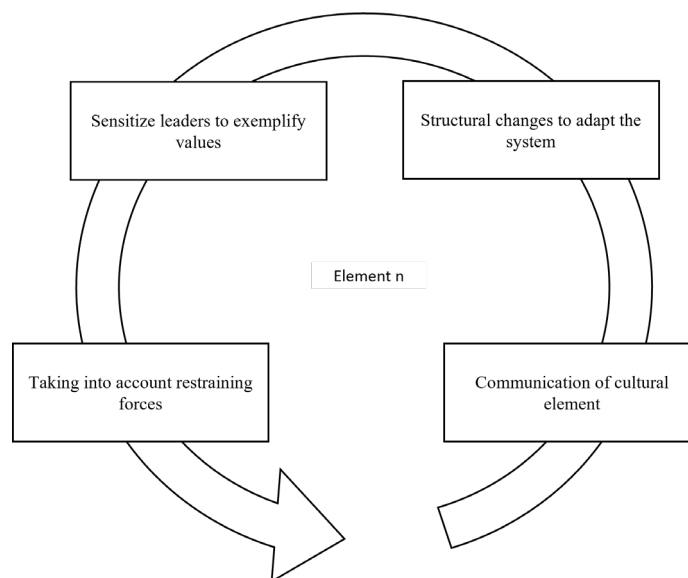 Sensitize leaders to exemplify
values
Structural changes to adapt the
system
Element n
Taking into account restraining
forces
Communication of cultural
element